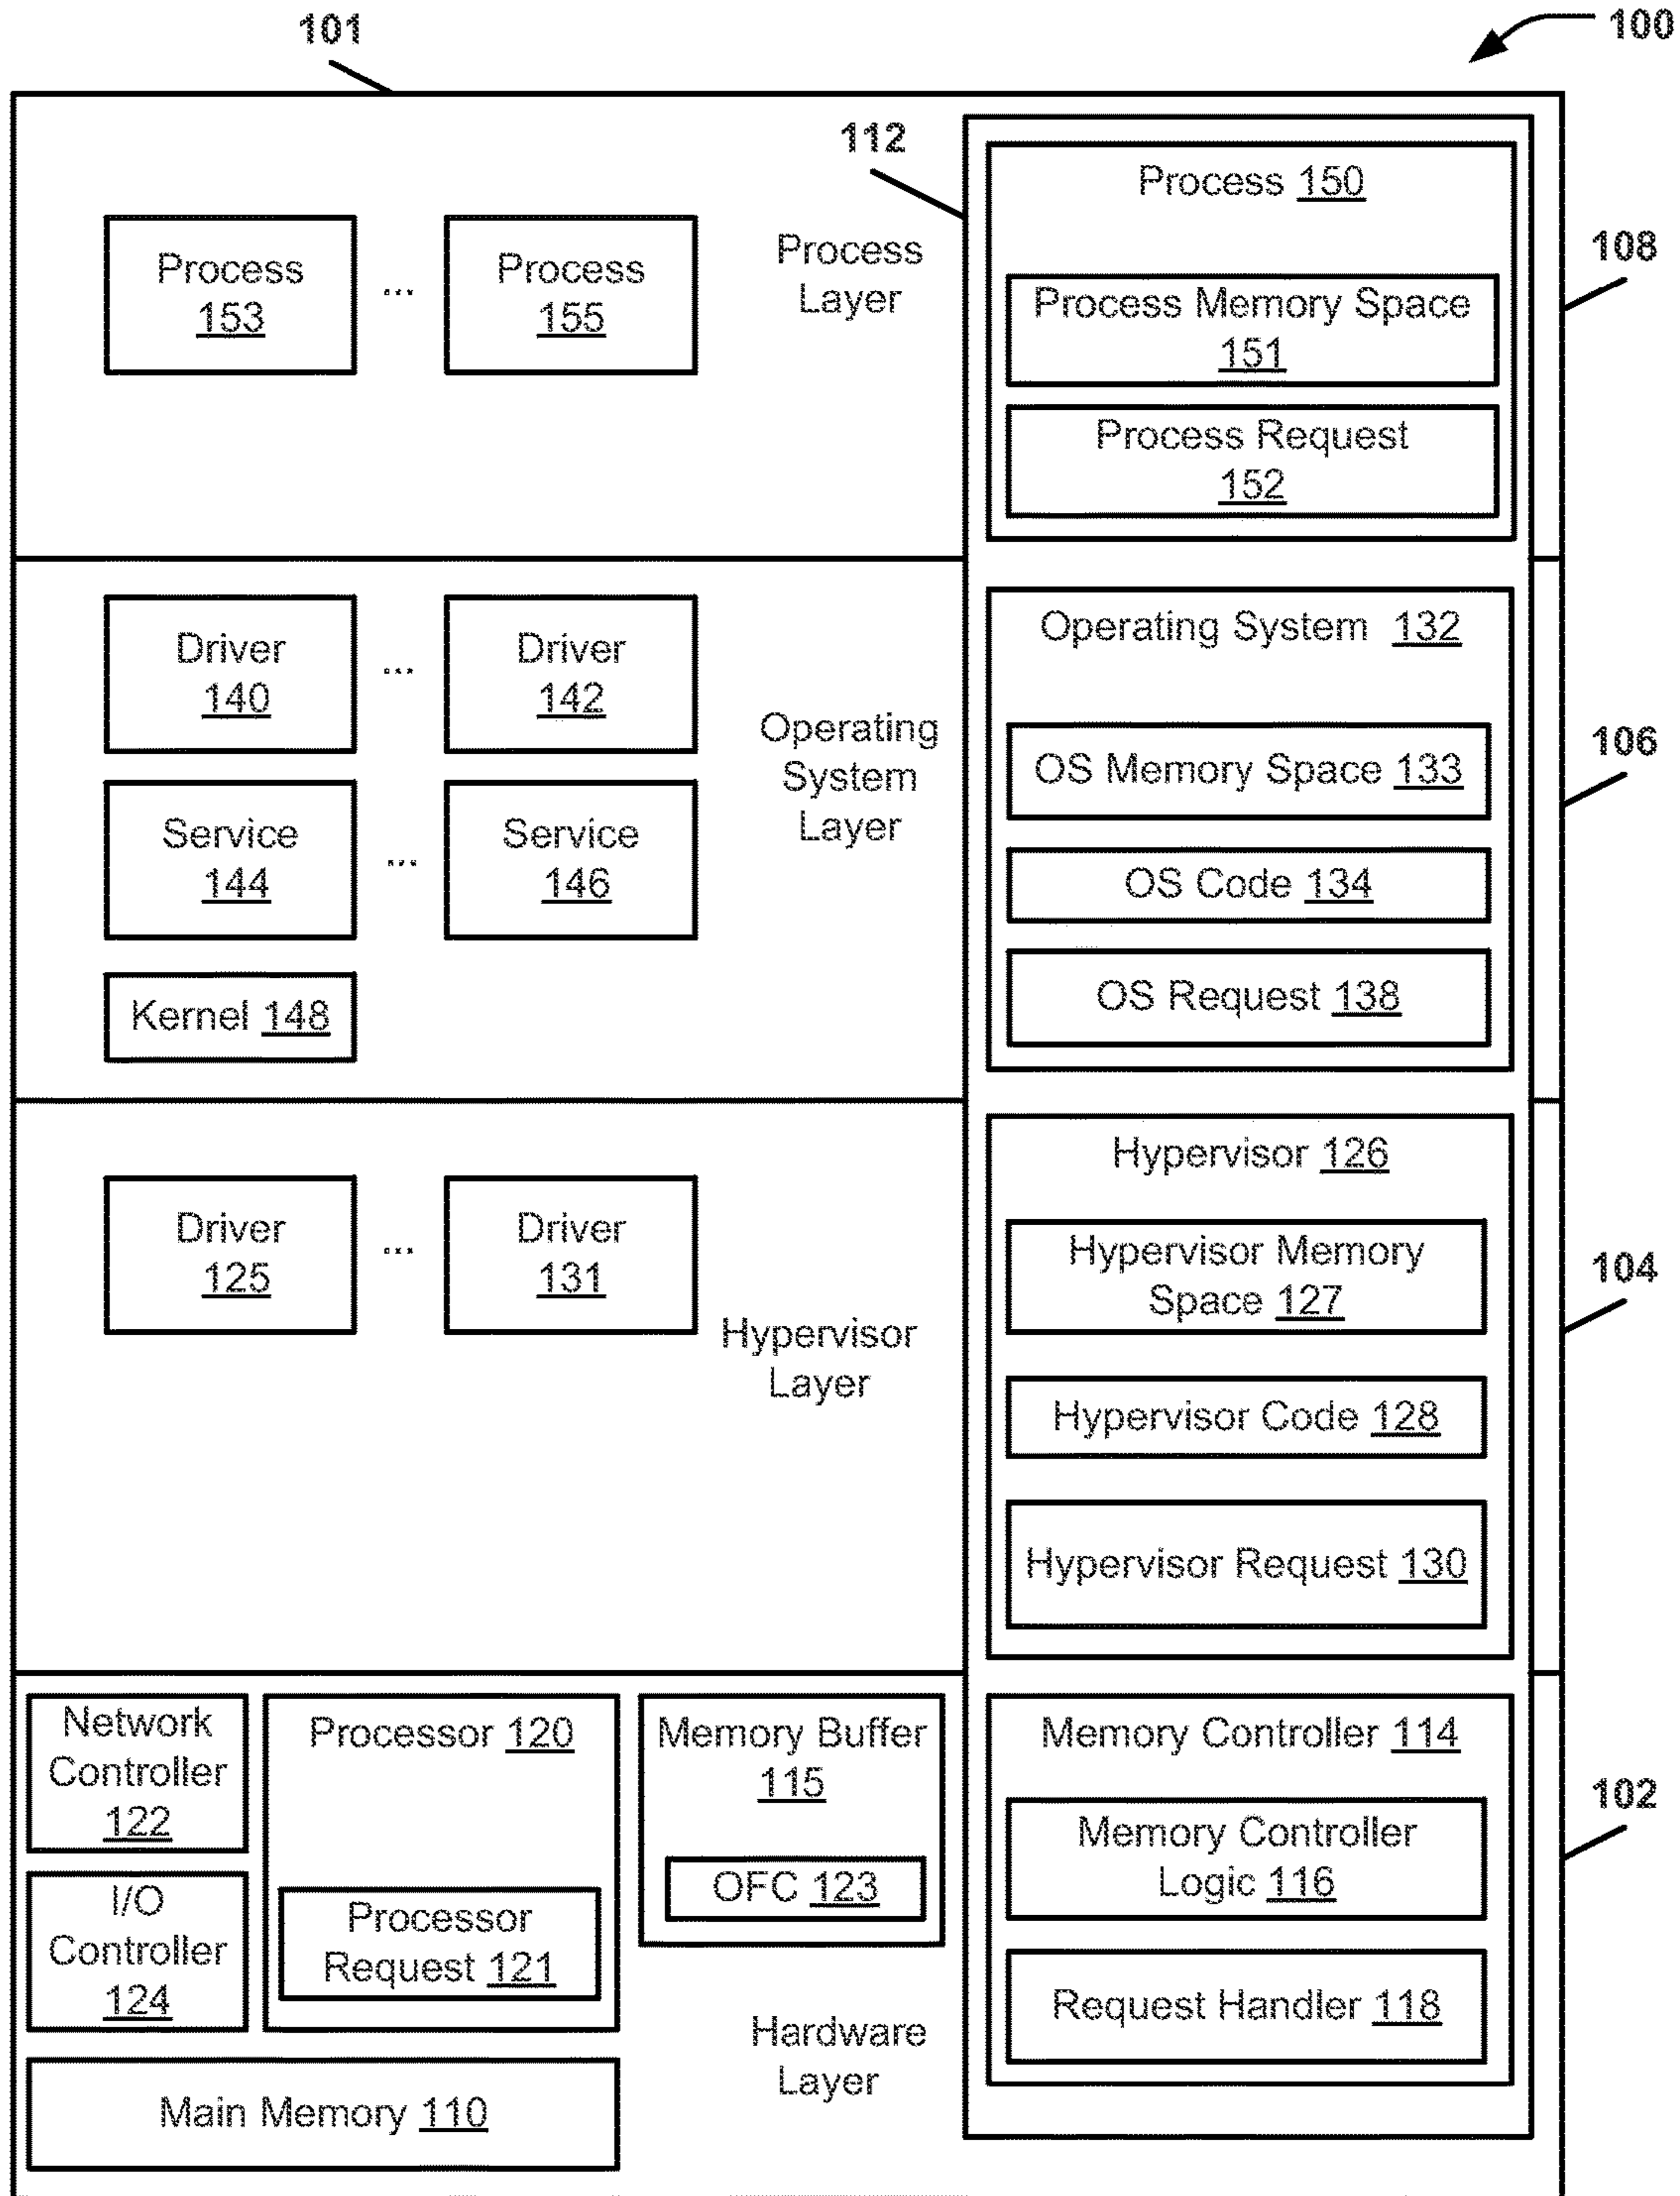 101
100
112
Process 150
108
Process
153
...
Process
155
Process
Layer
Process Memory Space
151
Process Request
152
Driver
140
...
Driver
142
Operating System 132
106
Operating
System
Layer
OS Memory Space 133
Service
144
...
Service
146
OS Code 134
Kernel 148
OS Request 138
Hypervisor 126
Driver
125
...
Driver
131
104
Hypervisor Memory
Space 127
Hypervisor
Layer
Hypervisor Code 128
Hypervisor Request 130
Network
Controller
122
Processor 120
Memory Buffer
115
Memory Controller 114
102
Memory Controller
Logic 116
OFC 123
I/O
Controller
124
Processor
Request 121
Request Handler 118
Hardware
Layer
Main Memory 110